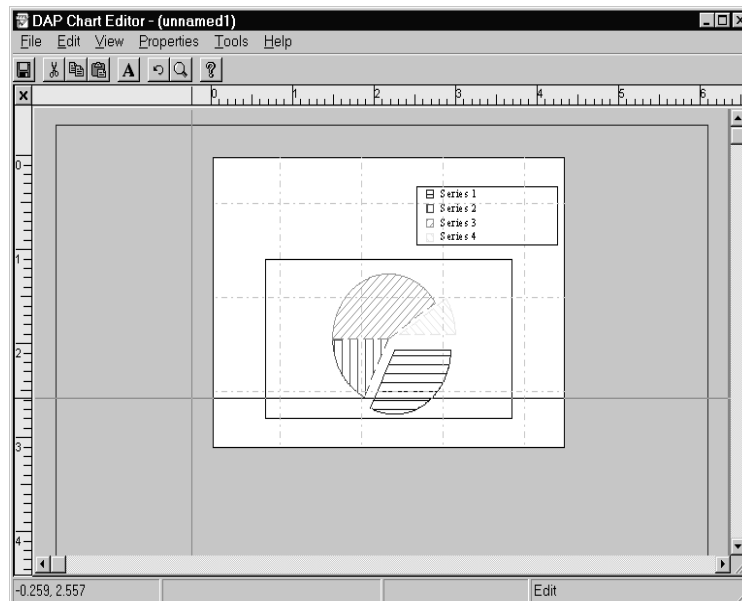 DAP Chart Editor - (unnamed1)
File Edit View Properties Tools Help
A ?
X 0 1 2 3 4 5 6
0
1
2
3
4
Series 1
Series 2
Series 3
Series 4
-0.259, 2.557 Edit